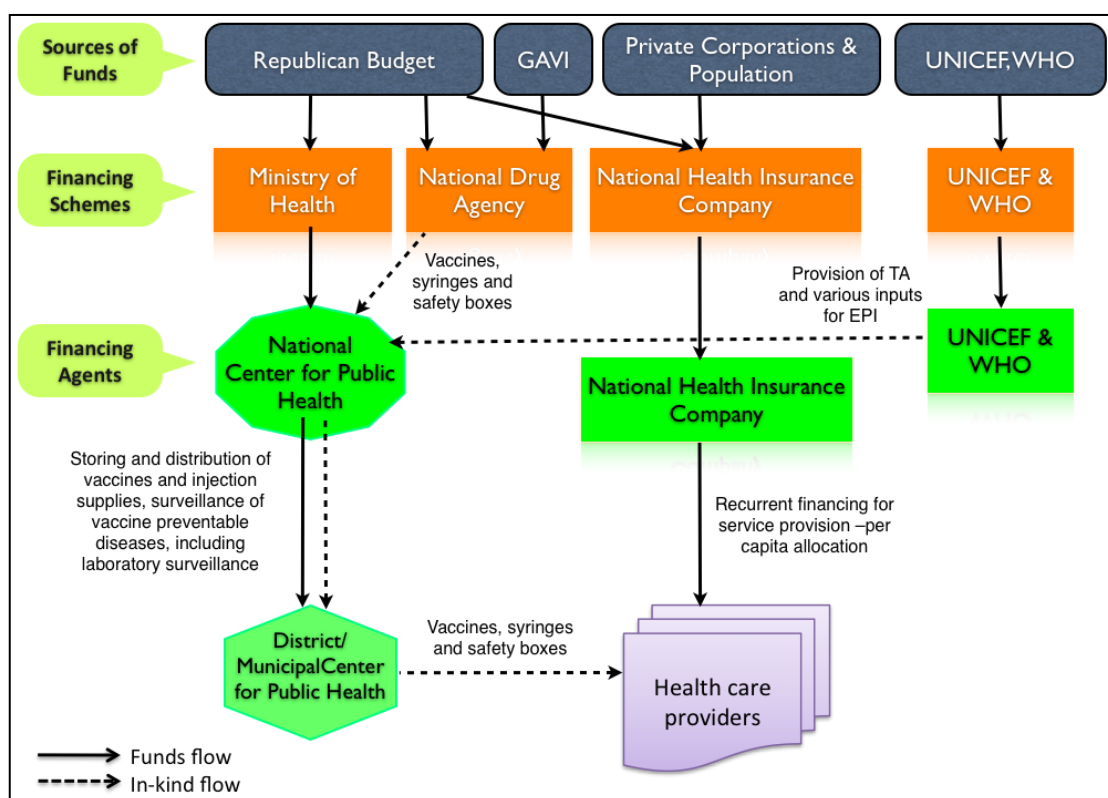 Sources of
Funds
Republican Budget
GAVI
Private Corporations &
Population
UNICEF,WHO
Financing
Schemes
Ministry of
Health
National Drug
Agency
National Health Insurance
Company
UNICEF &
WHO
Vaccines,
syringes and
safety boxes
Provision of TA
and various inputs
for EPI
Financing
Agents
National
Center for Public
Health
National Health Insurance
Company
UNICEF &
WHO
Storing and distribution of
vaccines and injection
supplies, surveillance of
vaccine preventable
diseases, including
laboratory surveillance
Recurrent financing for
service provision –per
capita allocation
District/
MunicipalCenter
for Public Health
Vaccines, syringes
and safety boxes
Health care
providers
Funds flow
In-kind flow